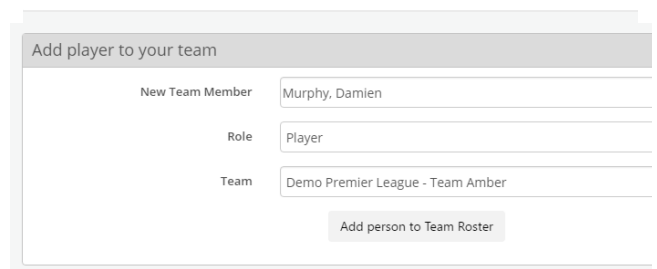 Add player to your team
New Team Member Murphy, Damien
Role Player
Team Demo Premier League - Team Amber
Add person to Team Roster